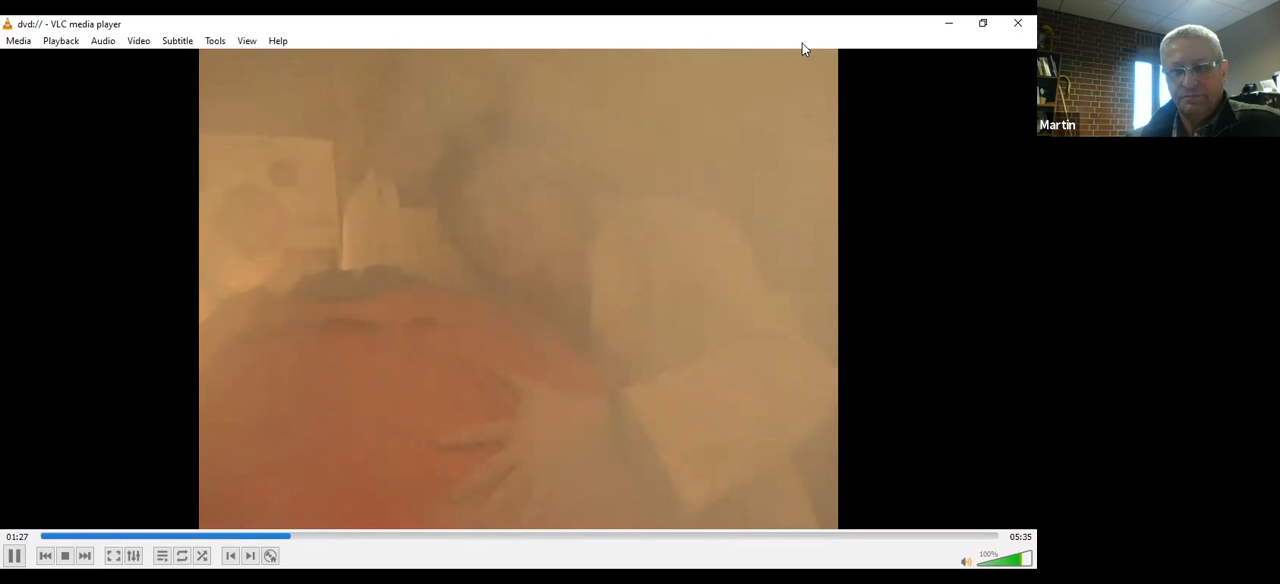 dvd:// - VLC media player
Media Playback Audio Video Subtitle Tools View Help
Martin
01:27 05:35
100%